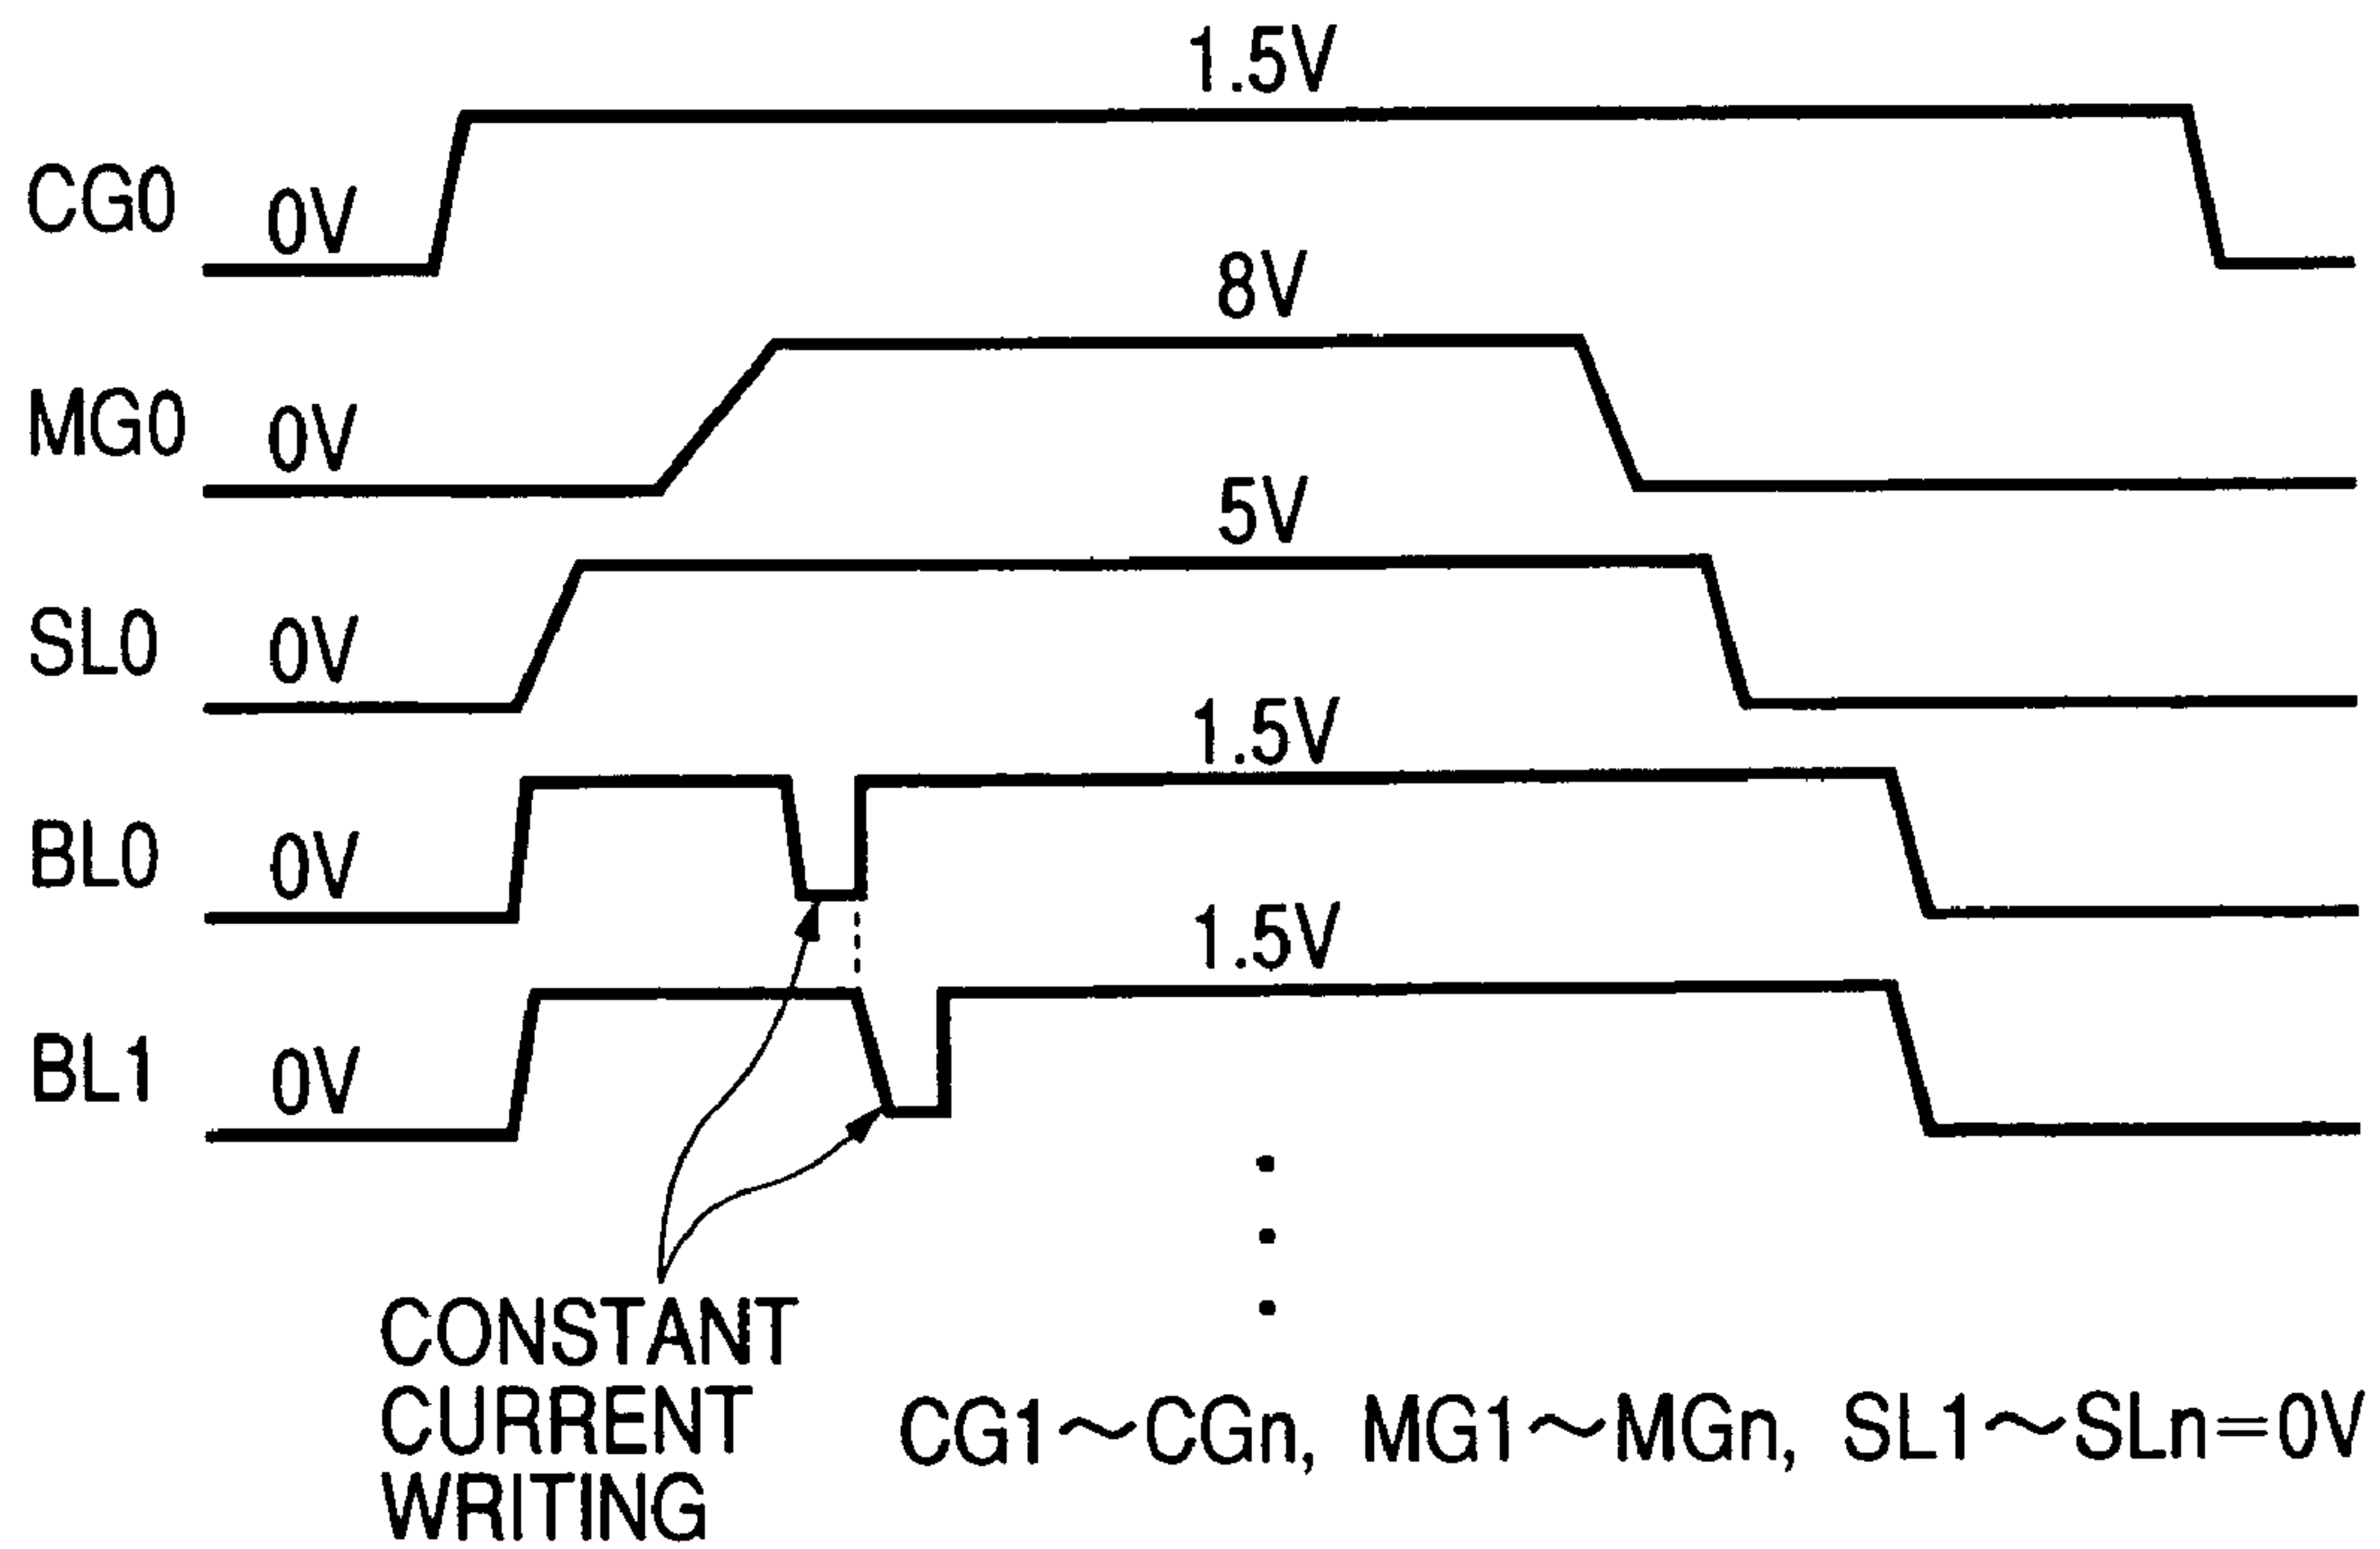 1.5V
CG0 0V
8V
MG0 0V
5V
SL0 0V
1.5V
BL0 0V
1.5V
BL1 0V
CONSTANT
CURRENT
WRITING
CG1～CGn, MG1～MGn, SL1～SLn=0V